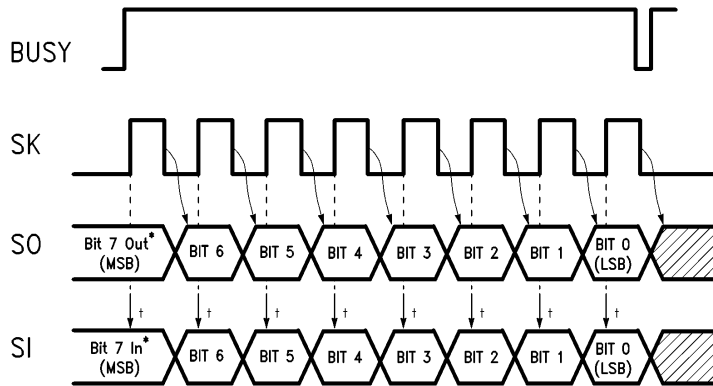 BUSY
SK
SO
Bit 7 Out*
(MSB)
BIT 6
BIT 5
BIT 4
BIT 3
BIT 2
BIT 1
BIT 0
(LSB)
† † † † † † † †
SI
Bit 7 In*
(MSB)
BIT 6
BIT 5
BIT 4
BIT 3
BIT 2
BIT 1
BIT 0
(LSB)